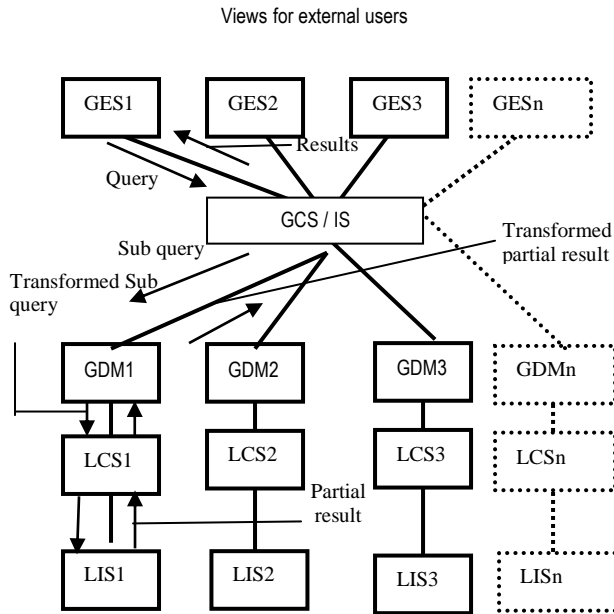 Views for external users
GES1
GES2
GES3
GESn
Results
Query
GCS / IS
Sub query
Transformed
partial result
Transformed Sub
query
GDM1
GDM2
GDM3
GDMn
LCS1
LCS2
LCS3
LCSn
Partial
result
LIS1
LIS2
LIS3
LISn